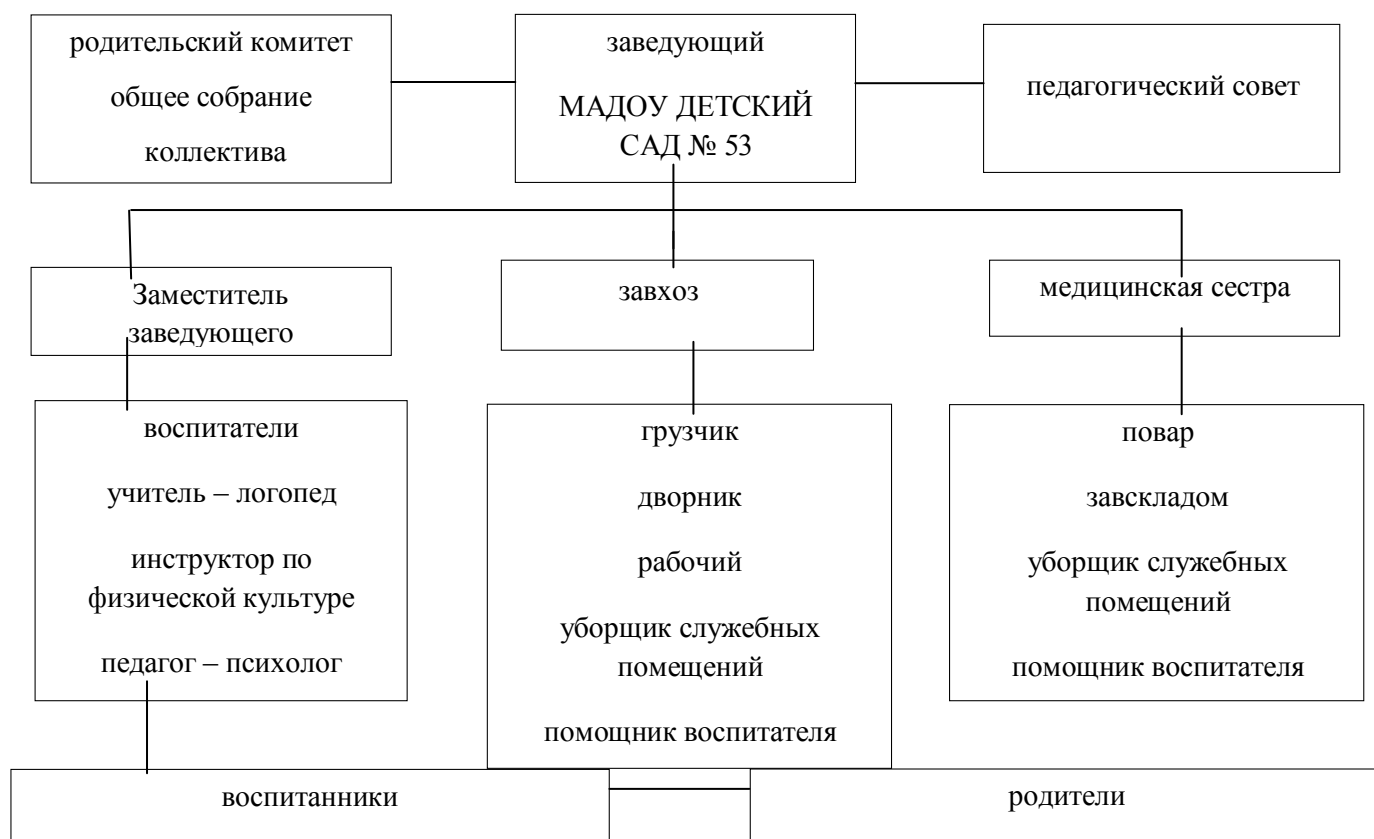 родительский комитет
общее собрание
коллектива
заведующий
МАДОУ ДЕТСКИЙ
САД № 53
педагогический совет
Заместитель
заведующего
завхоз
медицинская сестра
воспитатели
учитель – логопед
инструктор по
физической культуре
педагог – психолог
грузчик
дворник
рабочий
уборщик служебных
помещений
помощник воспитателя
повар
завскладом
уборщик служебных
помещений
помощник воспитателя
воспитанники
родители